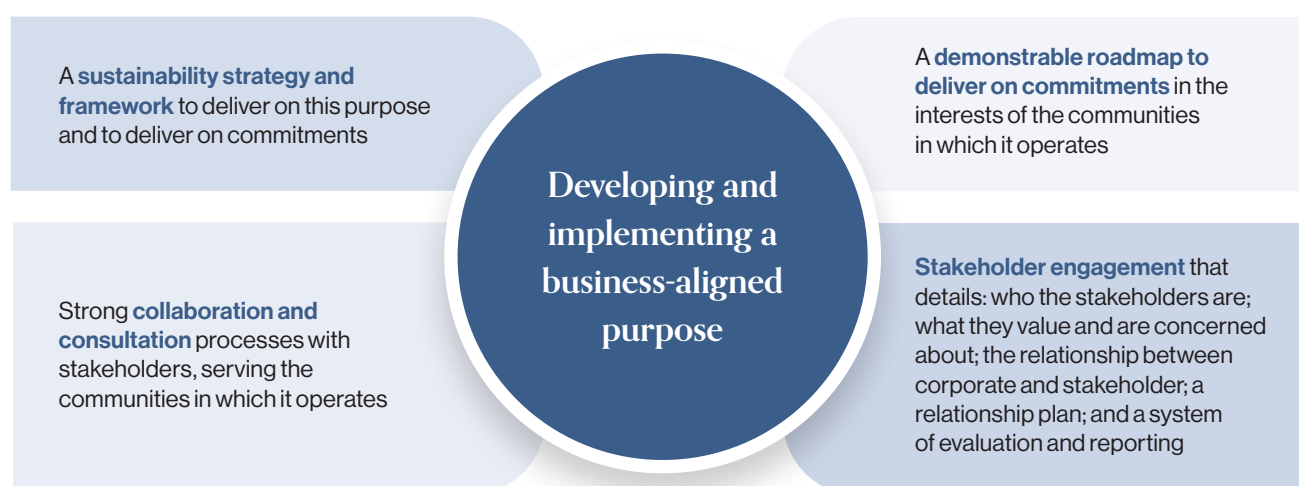 A sustainability strategy and
framework to deliver on this purpose
and to deliver on commitments
A demonstrable roadmap to
deliver on commitments in the
interests of the communities
in which it operates
Developing and
implementing a
business-aligned
purpose
Strong collaboration and
consultation processes with
stakeholders, serving the
communities in which it operates
Stakeholder engagement that
details: who the stakeholders are;
what they value and are concerned
about; the relationship between
corporate and stakeholder; a
relationship plan; and a system
of evaluation and reporting